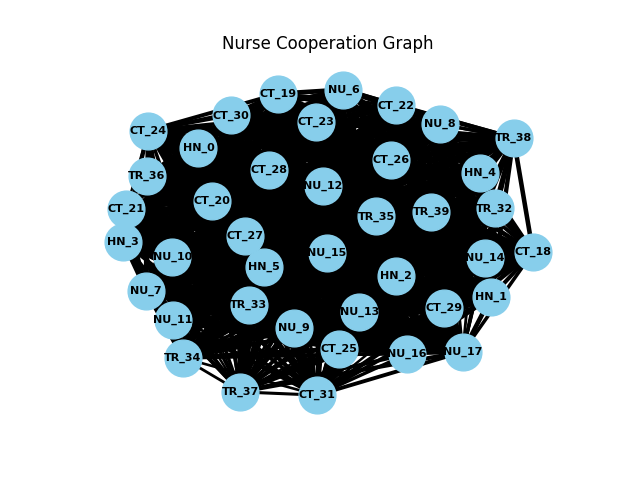 Nurse Cooperation Graph
NU_6
CT_19
CT_22
CT_30
CT_23
NU_8
CT_24
TR_38
HN_0
CT_26
CT_28
HN_4
TR_36
NU_12
CT_20
CT_21
TR_32
TR_39
TR_35
CT_27
HN_3
CT_18
NU_15
NU_10
NU_14
HN_5
HN_2
NU_7
HN_1
TR_33
CT_29
NU_13
NU_11
NU_9
CT_25
NU_17
NU_16
TR_34
TR_37
CT_31